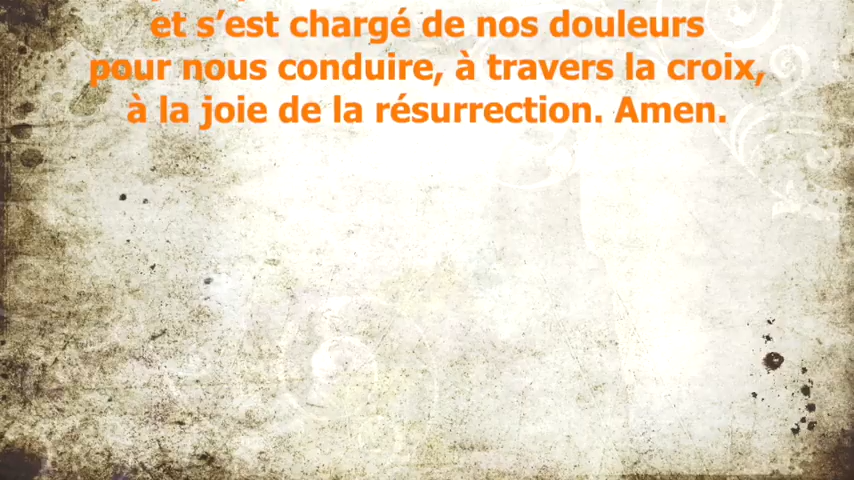 et s’est chargé de nos douleurs
pour nous conduire, à travers la croix,
à la joie de la résurrection. Amen.